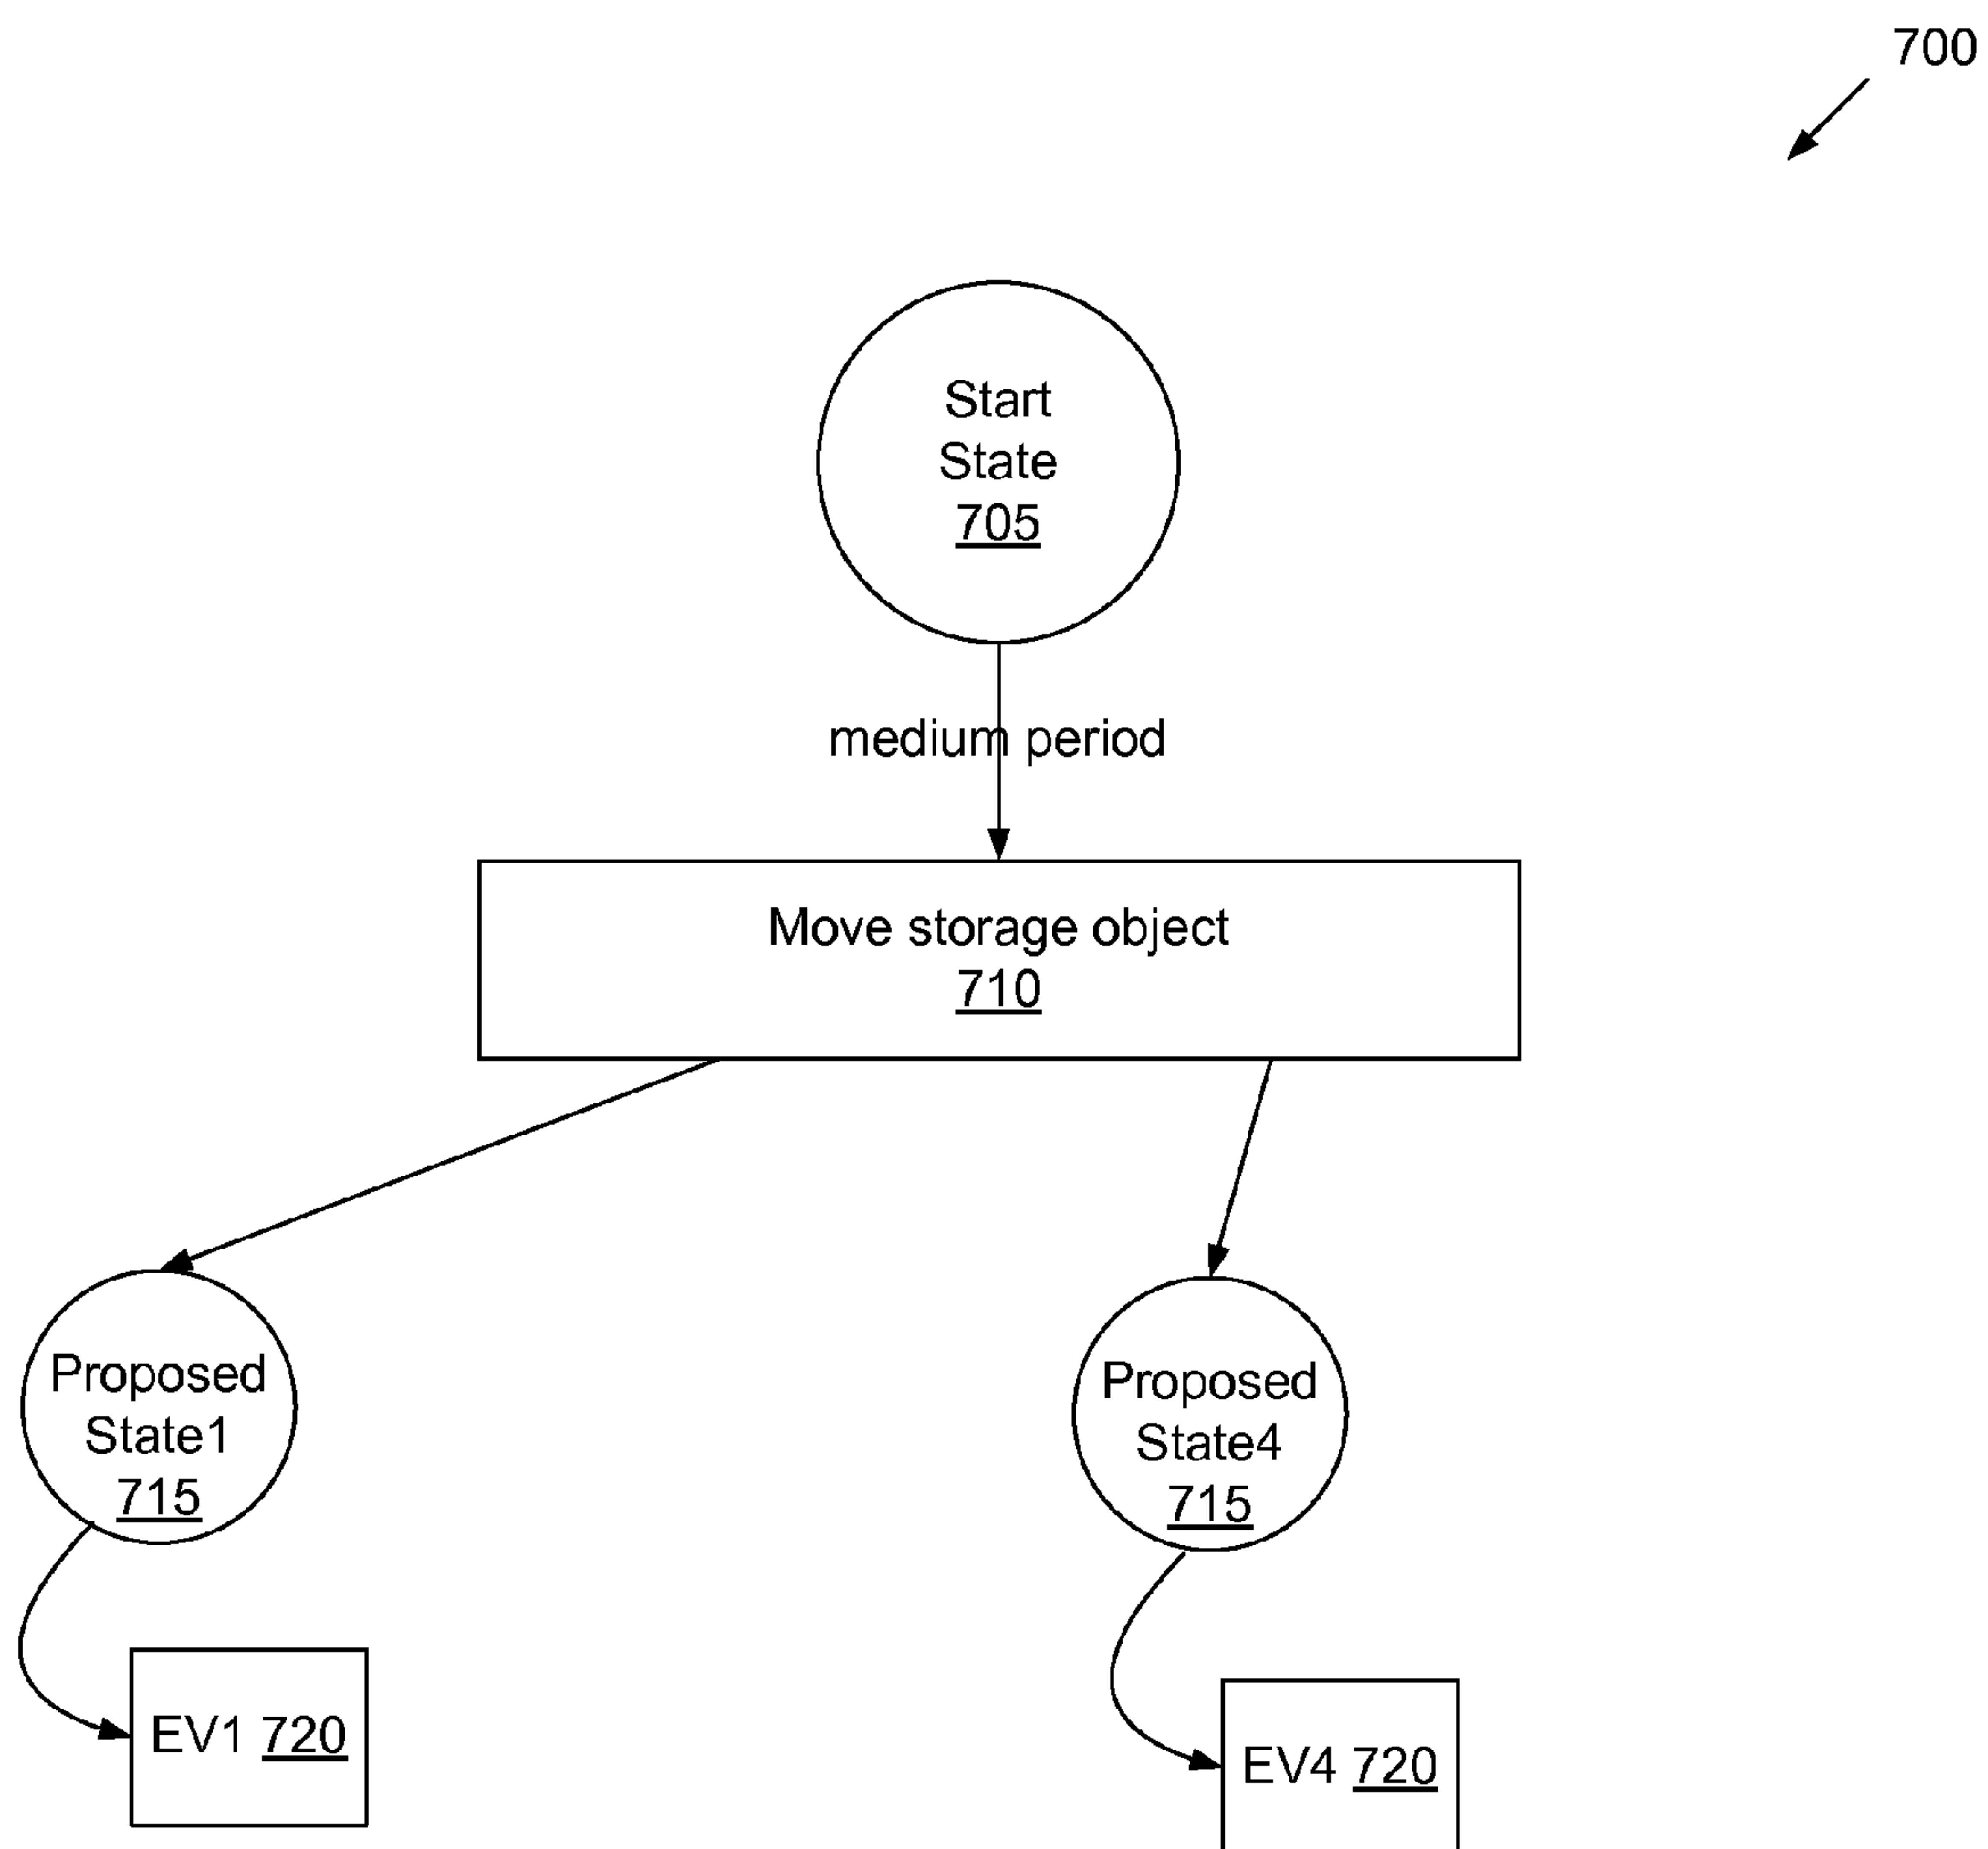 700
Start
State
705
medium period
Move storage object
710
Proposed
State1
715
Proposed
State4
715
EV1 720
EV4 720